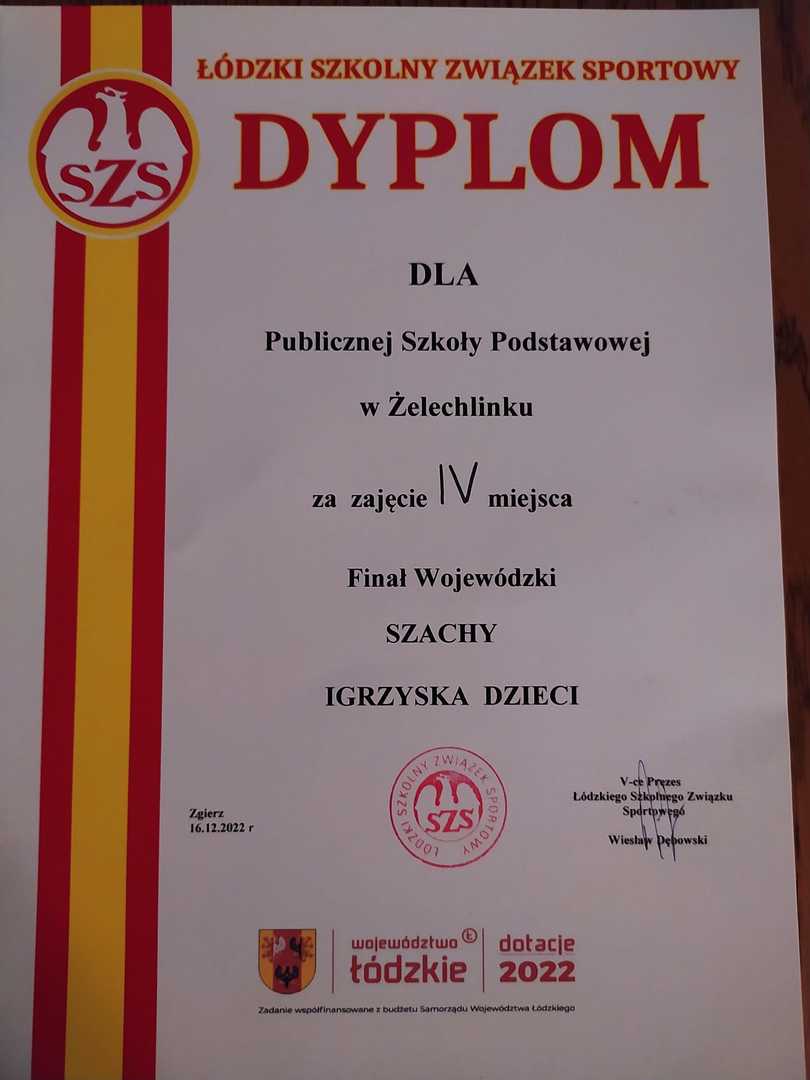 ŁÓDZKI SZKOLNY ZWIĄZEK SPORTOWY
SZS
DYPLOM
DLA
Publicznej Szkoły Podstawowej
w Żelechlinku
za zajęcie IV miejsca
Finał Wojewódzki
SZACHY
IGRZYSKA DZIECI
ŁÓDZKI SZKOLNY ZWIĄZEK SPORTOWY
SZS
Zgierz
16.12.2022 r
V-ce Prezes
Łódzkiego Szkolnego Związku
Sportowego
Wiesław Dębowski
województwo Ł
łódzkie
dotacje
2022
Zadanie współfinansowane z budżetu Samorządu Województwa Łódzkiego